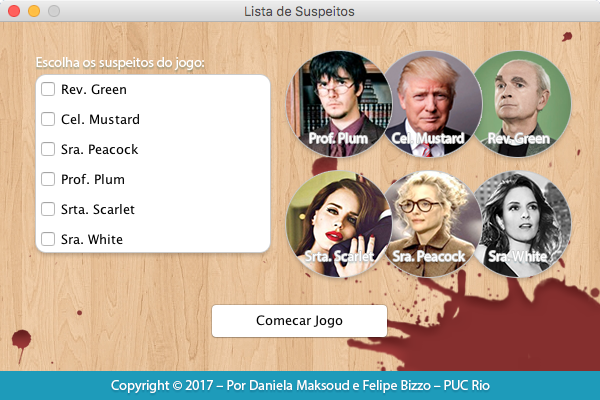 Lista de Suspeitos
Escolha os suspeitos do jogo:
Rev. Green
Cel. Mustard
Sra. Peacock
Prof. Plum
Srta. Scarlet
Sra. White
Prof. Plum
Cel. Mustard
Rev. Green
Srta. Scarlet
Sra. Peacock
Sra. White
Comecar Jogo
Copyright © 2017 – Por Daniela Maksoud e Felipe Bizzo – PUC Rio